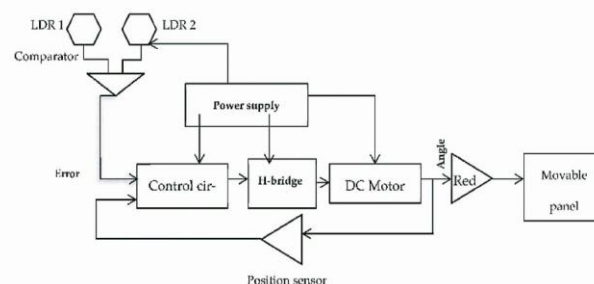 LDR 1
LDR 2
Comparator
Power supply
Error
Control cir-
H-bridge
DC Motor
Angle
Red
Movable
panel
Position sensor